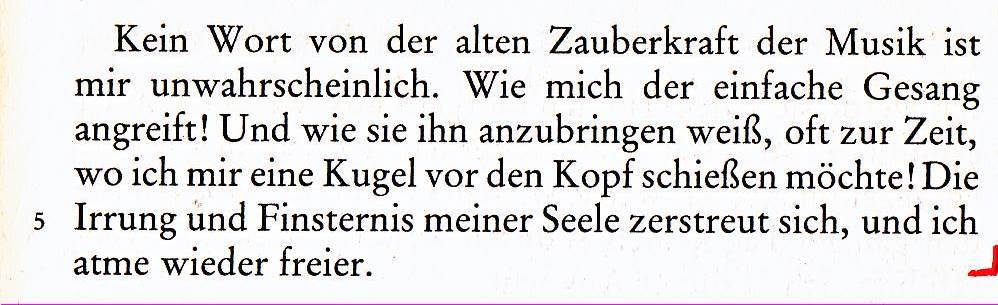 Kein Wort von der alten Zauberkraft der Musik ist
mir unwahrscheinlich. Wie mich der einfache Gesang
angreift! Und wie sie ihn anzubringen weiß, oft zur Zeit,
wo ich mir eine Kugel vor den Kopf schießen möchte! Die
5 Irrung und Finsternis meiner Seele zerstreut sich, und ich
atme wieder freier.